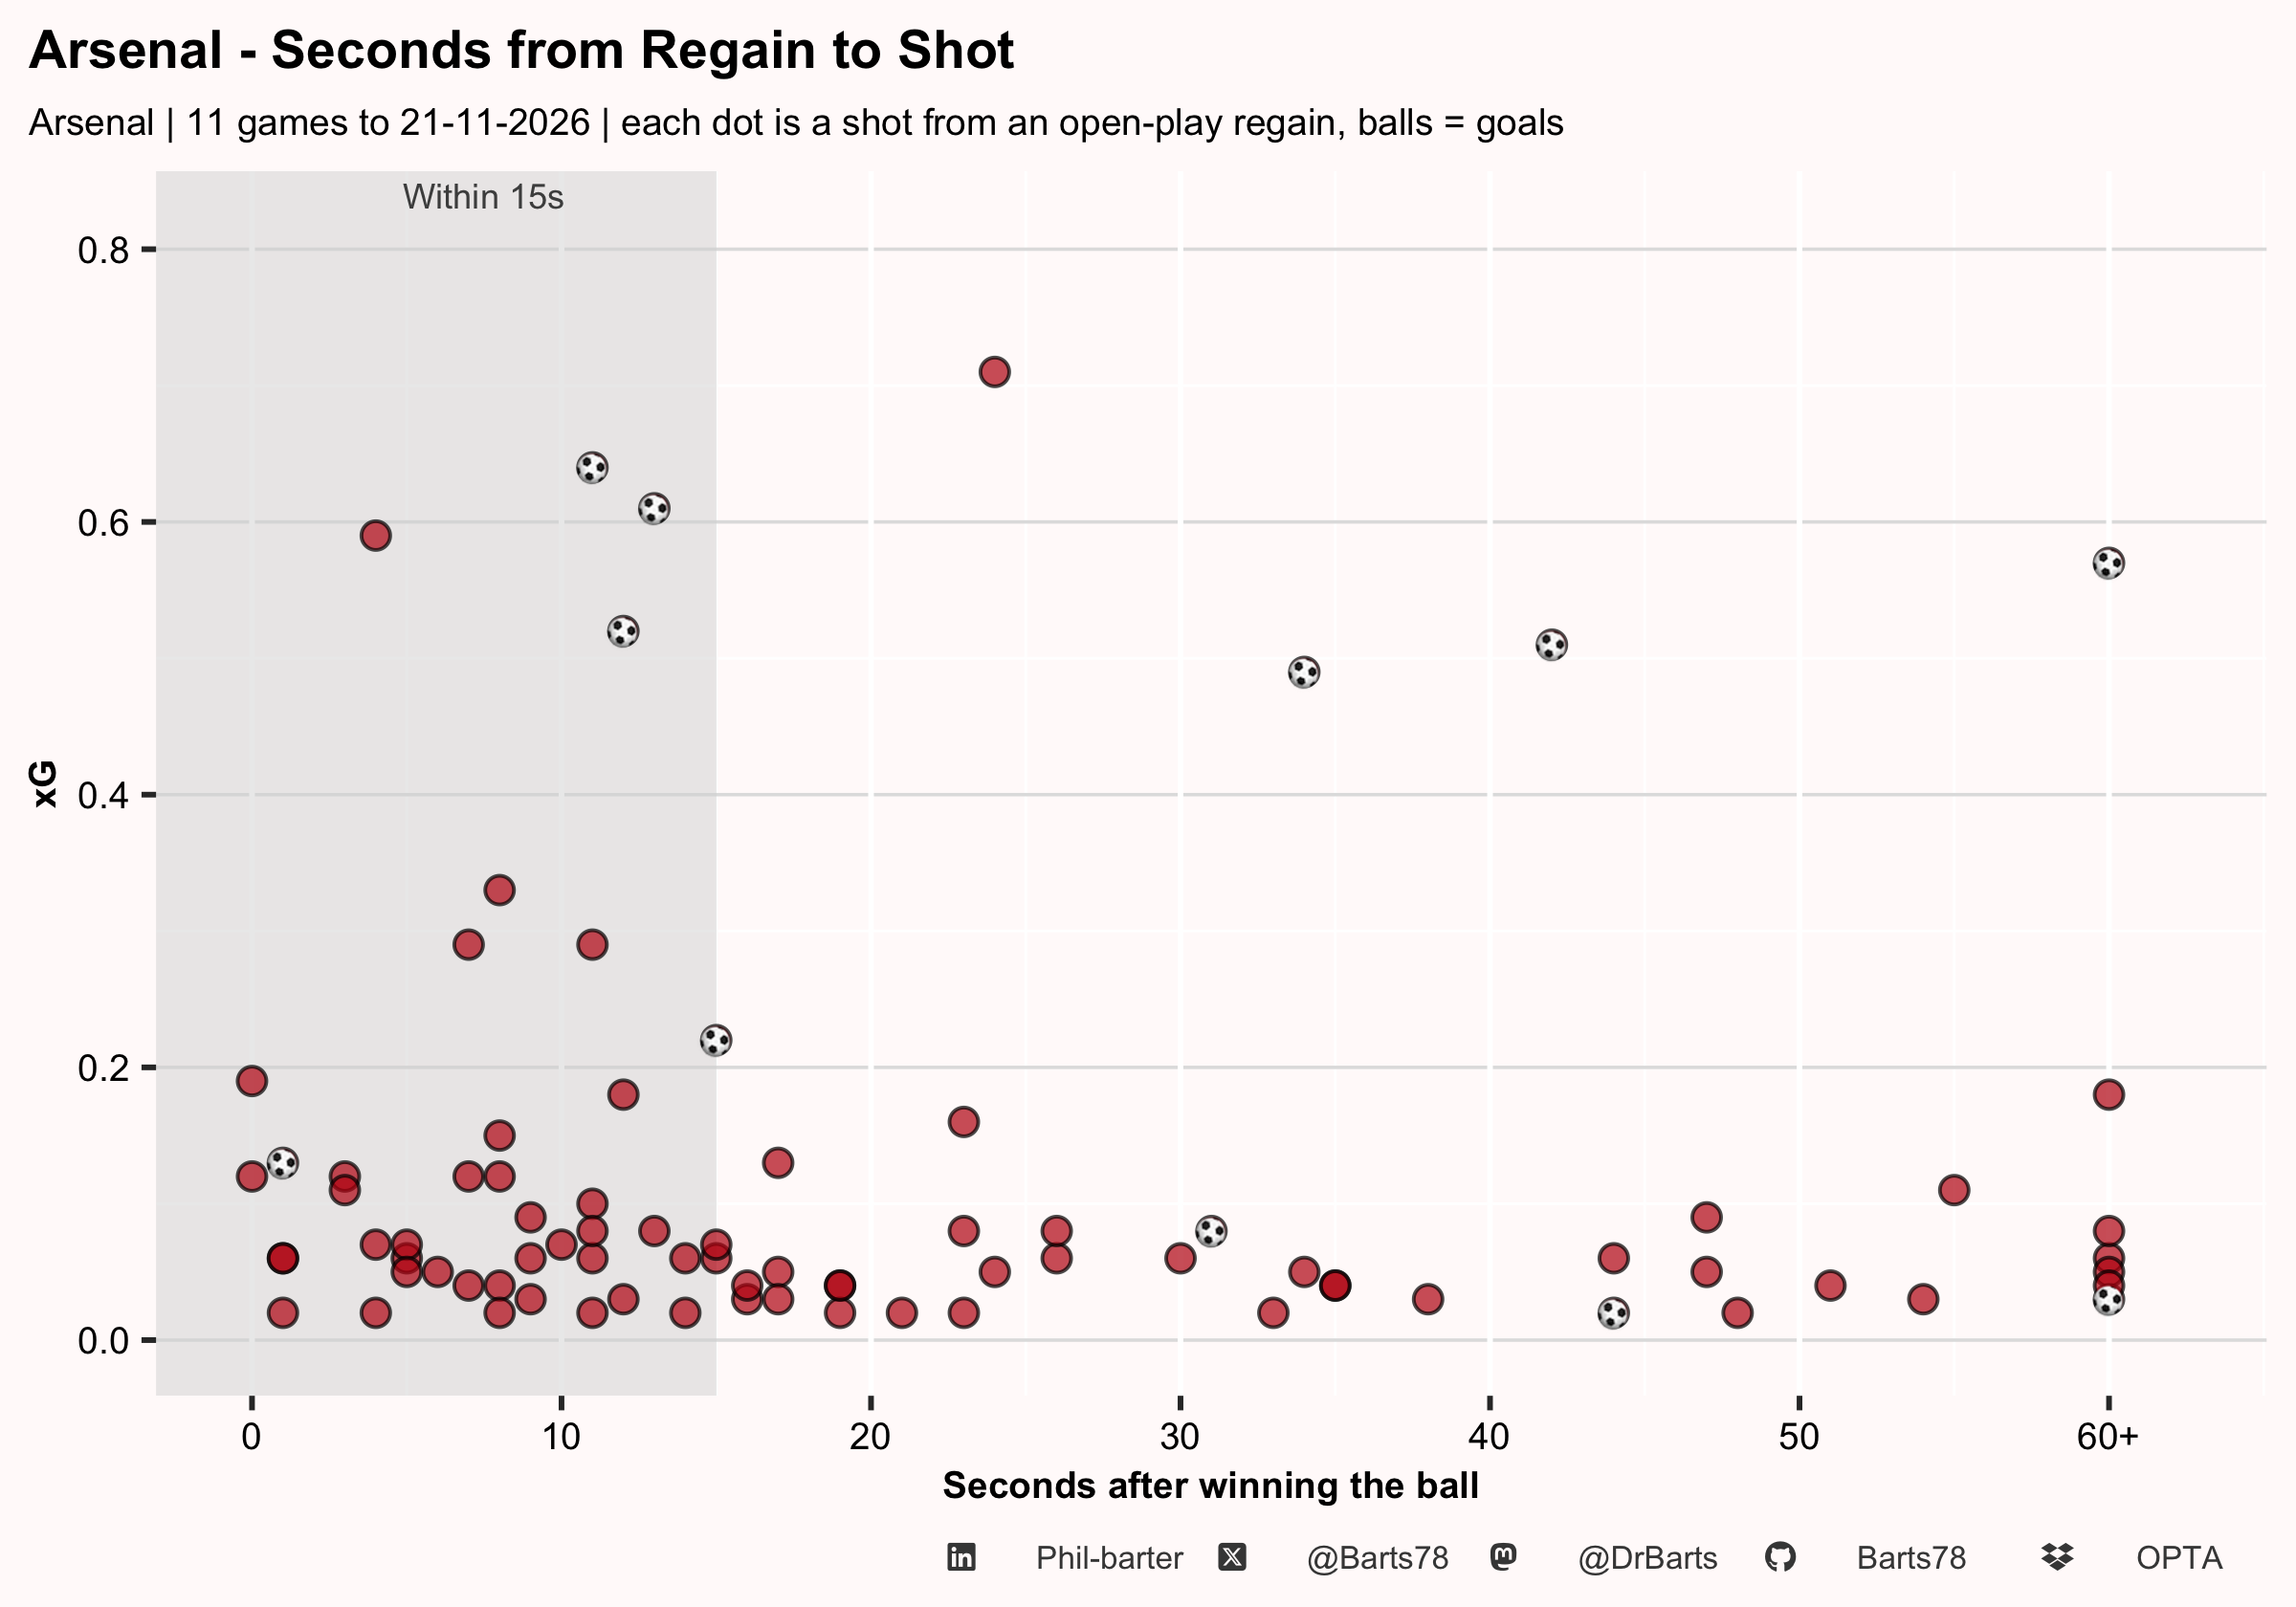 Arsenal - Seconds from Regain to Shot
Arsenal | 11 games to 21-11-2026 | each dot is a shot from an open-play regain, balls = goals
Within 15s
0.8
0.6
0.4
0.2
0.0
xG
0 10 20 30 40 50 60+
Seconds after winning the ball
Phil-barter @Barts78 @DrBarts Barts78 OPTA